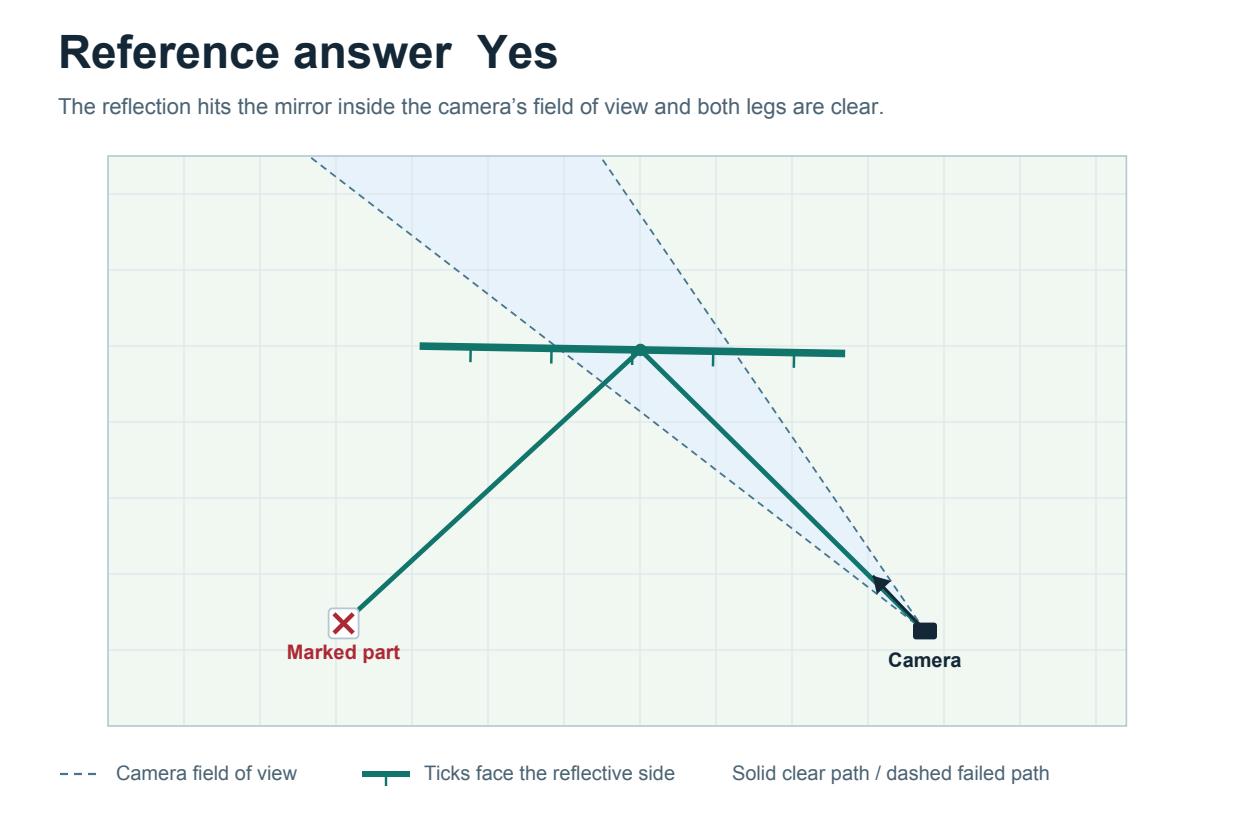 Reference answer  Yes
The reflection hits the mirror inside the camera’s field of view and both legs are clear.
Marked part
Camera
Camera field of view
Ticks face the reflective side
Solid clear path / dashed failed path